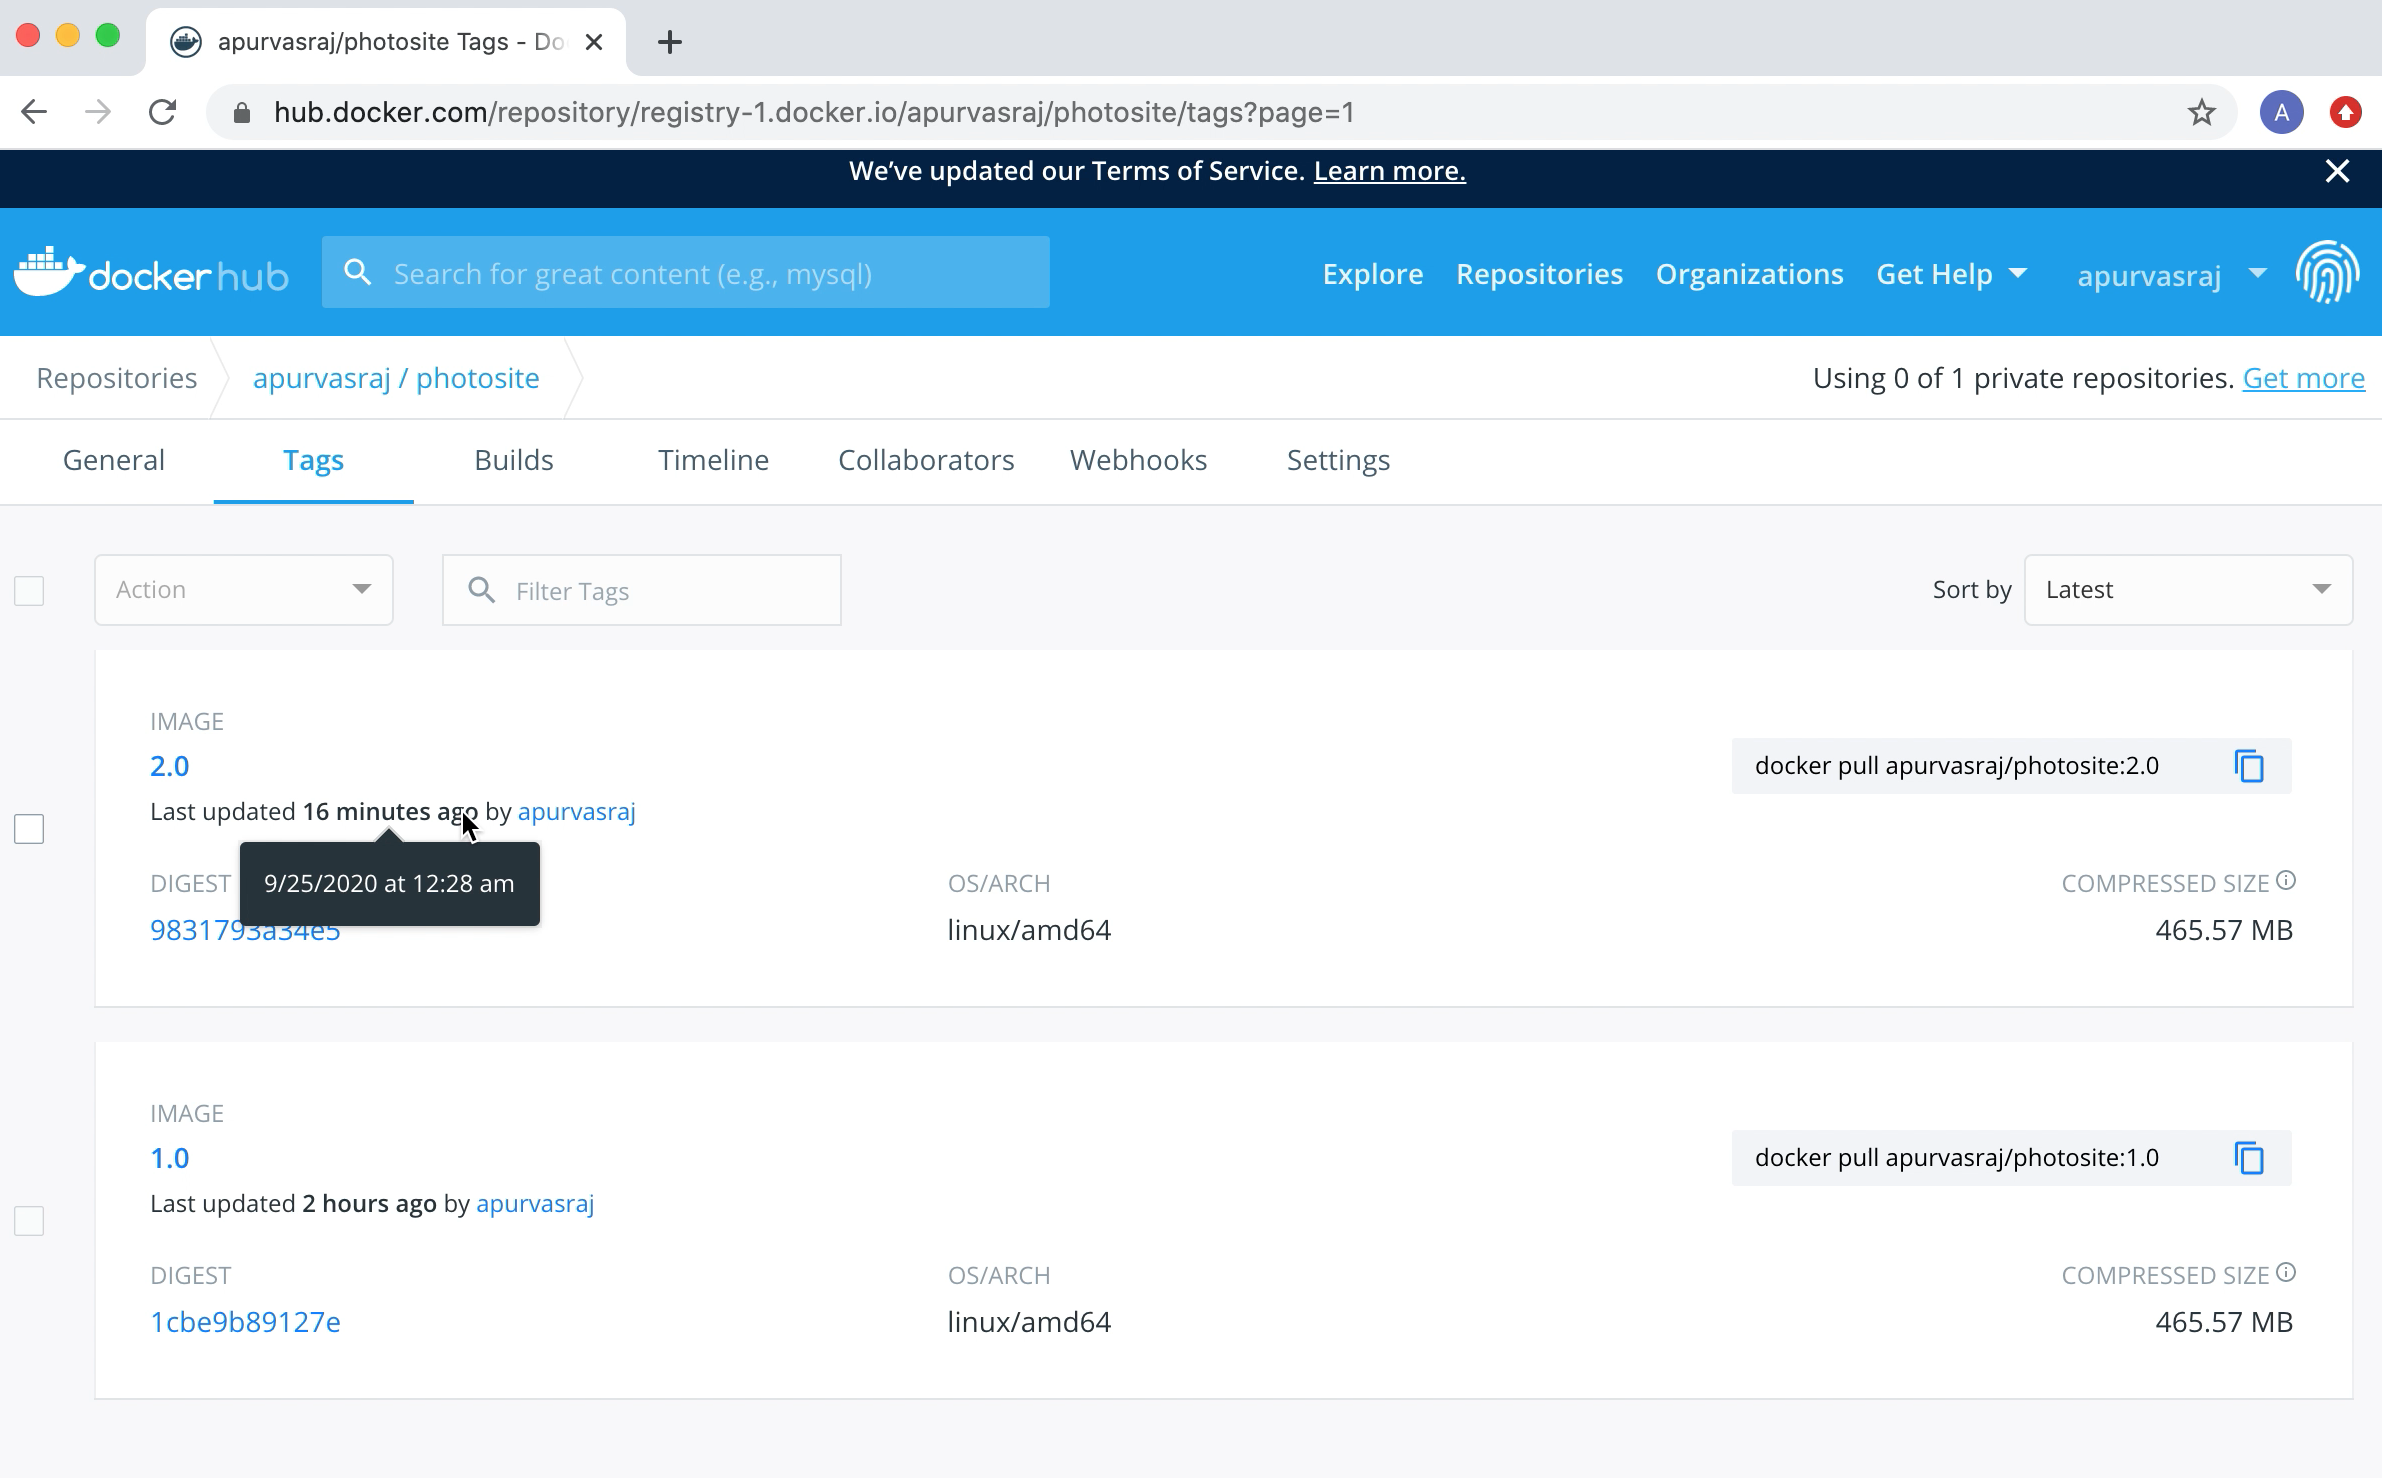 apurvasraj/photosite Tags - Do
hub.docker.com/repository/registry-1.docker.io/apurvasraj/photosite/tags?page=1
A
We’ve updated our Terms of Service. Learn more.
docker hub
Search for great content (e.g., mysql)
Explore Repositories Organizations Get Help apurvasraj
Repositories apurvasraj / photosite
Using 0 of 1 private repositories. Get more
General Tags Builds Timeline Collaborators Webhooks Settings
Action
Filter Tags
Sort by Latest
IMAGE
2.0
docker pull apurvasraj/photosite:2.0
Last updated 16 minutes ago by apurvasraj
9/25/2020 at 12:28 am
DIGEST OS/ARCH COMPRESSED SIZE
9831793a34e5 linux/amd64 465.57 MB
IMAGE
1.0
docker pull apurvasraj/photosite:1.0
Last updated 2 hours ago by apurvasraj
DIGEST OS/ARCH COMPRESSED SIZE
1cbe9b89127e linux/amd64 465.57 MB